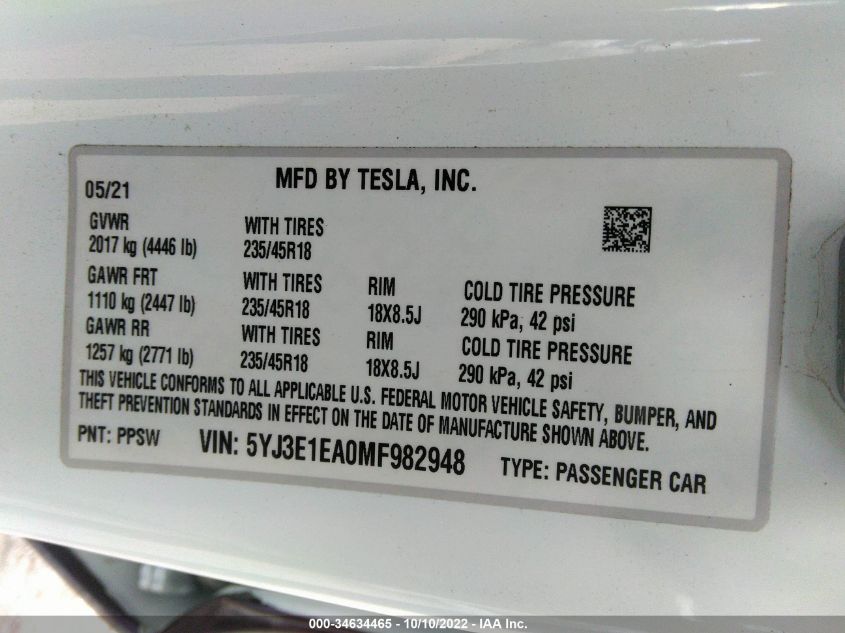 MFD BY TESLA, INC.
05/21
GVWR WITH TIRES
2017 kg (4446 lb) 235/45R18
GAWR FRT WITH TIRES RIM COLD TIRE PRESSURE
1110 kg (2447 lb) 235/45R18 18X8.5J 290 kPa, 42 psi
GAWR RR WITH TIRES RIM COLD TIRE PRESSURE
1257 kg (2771 lb) 235/45R18 18X8.5J 290 kPa, 42 psi
THIS VEHICLE CONFORMS TO ALL APPLICABLE U.S. FEDERAL MOTOR VEHICLE SAFETY, BUMPER, AND
THEFT PREVENTION STANDARDS IN EFFECT ON THE DATE OF MANUFACTURE SHOWN ABOVE.
PNT: PPSW VIN: 5YJ3E1EA0MF982948 TYPE: PASSENGER CAR
000-34634465 - 10/10/2022 - IAA Inc.